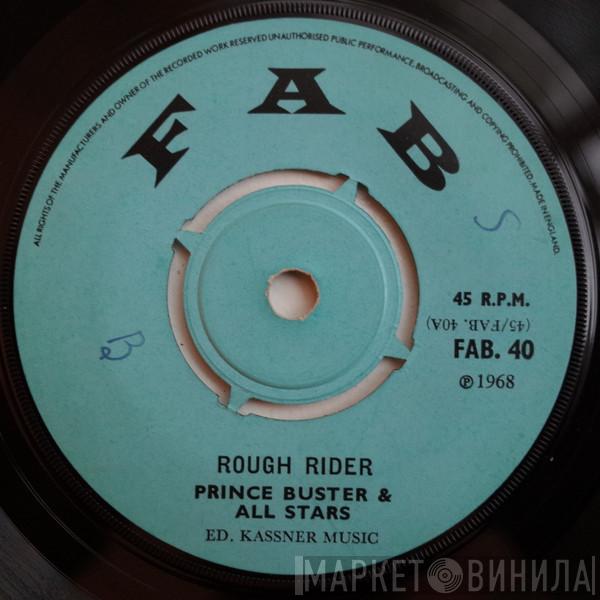 ALL RIGHTS OF THE MANUFACTURERS AND OWNER OF THE RECORDED WORK RESERVED UNAUTHORISED PUBLIC PERFORMANCE, BROADCASTING AND COPYING PROHIBITED. MADE IN ENGLAND.
FAB
S
45 R.P.M.
(45/FAB. 40A)
FAB. 40
℗ 1968
ROUGH RIDER
PRINCE BUSTER &
ALL STARS
ED. KASSNER MUSIC
МАРКЕТ ВИНИЛА